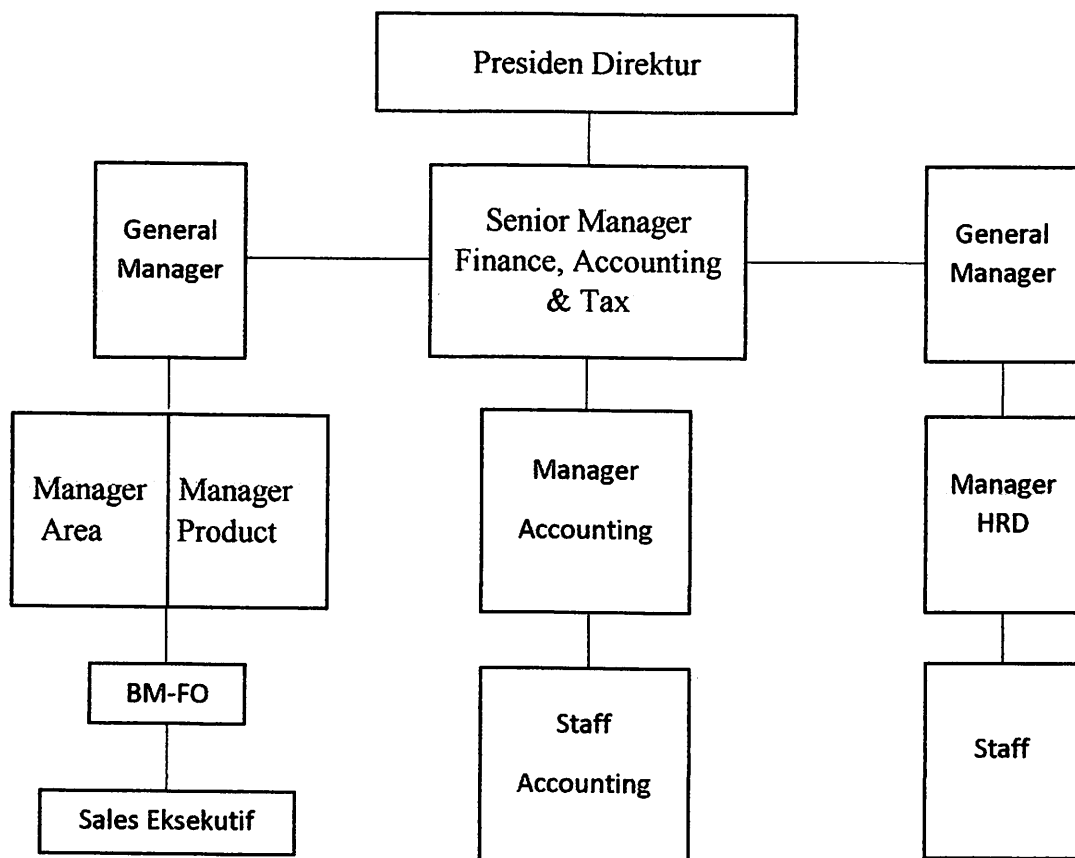 Presiden Direktur
General
Manager
Senior Manager
Finance, Accounting
& Tax
General
Manager
Manager
Area
Manager
Product
Manager
Accounting
Manager
HRD
BM-FO
Sales Eksekutif
Staff
Accounting
Staff